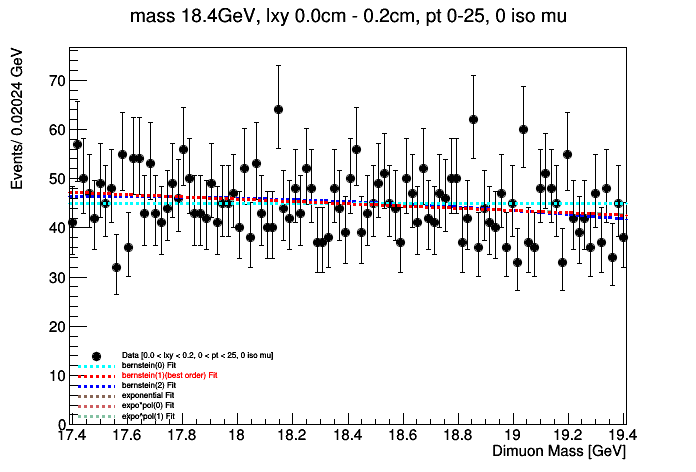 mass 18.4GeV, lxy 0.0cm - 0.2cm, pt 0-25, 0 iso mu
Events/ 0.02024 GeV
70
60
50
40
30
20
10
0
Data [0.0 < lxy < 0.2, 0 < pt < 25, 0 iso mu]
bernstein(0) Fit
bernstein(1)(best order) Fit
bernstein(2) Fit
exponential Fit
expo*pol(0) Fit
expo*pol(1) Fit
17.4 17.6 17.8 18 18.2 18.4 18.6 18.8 19 19.2 19.4
Dimuon Mass [GeV]